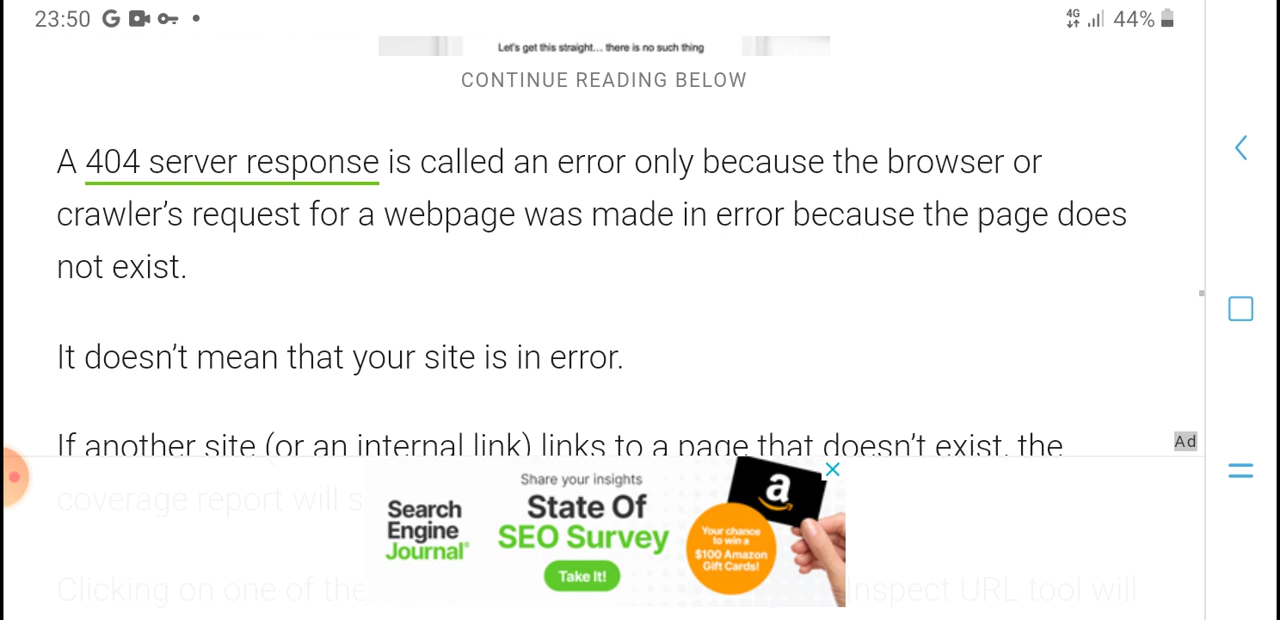 23:50
4G
44%
Let's get this straight... there is no such thing
CONTINUE READING BELOW
A 404 server response is called an error only because the browser or
crawler's request for a webpage was made in error because the page does
not exist.
It doesn't mean that your site is in error.
If another site (or an internal link) links to a page that doesn't exist, the
Ad
coverage report will s
Search
Engine
Journal
Share your insights
State Of
SEO Survey
Take It!
a
Your chance
to win a
$100 Amazon
Gift Cards!
Clicking on one of the
Inspect URL tool will